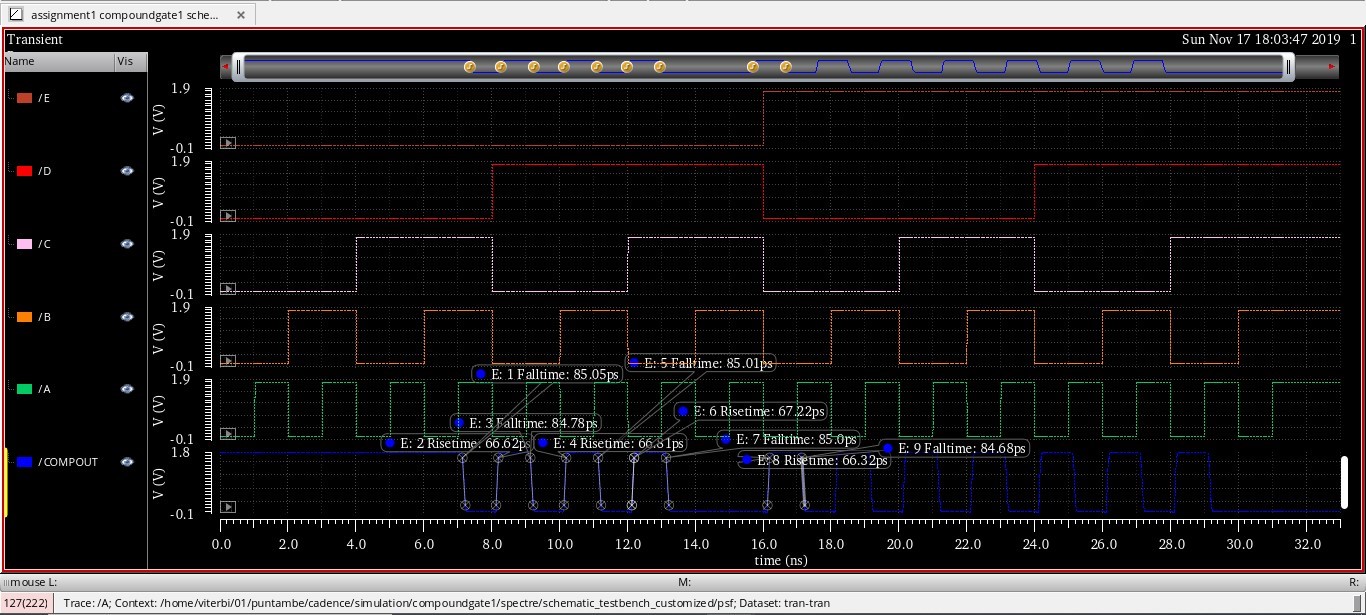 assignment1 compoundgate1 sche... ×
Transient
Sun Nov 17 18:03:47 2019 1
Name Vis
/E
/D
/C
/B
/A
/COMPOUT
V (V)
1.9
-0.1
V (V)
1.9
-0.1
V (V)
1.9
-0.1
V (V)
1.9
-0.1
V (V)
1.9
-0.1
V (V)
1.8
-0.1
E: 5 Falltime: 85.01ps
E: 1 Falltime: 85.05ps
E: 6 Risetime: 67.22ps
E: 3 Falltime: 84.78ps
E: 2 Risetime: 66.62ps
E: 4 Risetime: 66.81ps
E: 7 Falltime: 85.0ps
E: 9 Falltime: 84.68ps
E: 8 Risetime: 66.32ps
0.0 2.0 4.0 6.0 8.0 10.0 12.0 14.0 16.0 18.0 20.0 22.0 24.0 26.0 28.0 30.0 32.0
time (ns)
mouse L: M: R:
127(222) Trace: /A; Context: /home/viterbi/01/puntambe/cadence/simulation/compoundgate1/spectre/schematic_testbench_customized/psf; Dataset: tran-tran